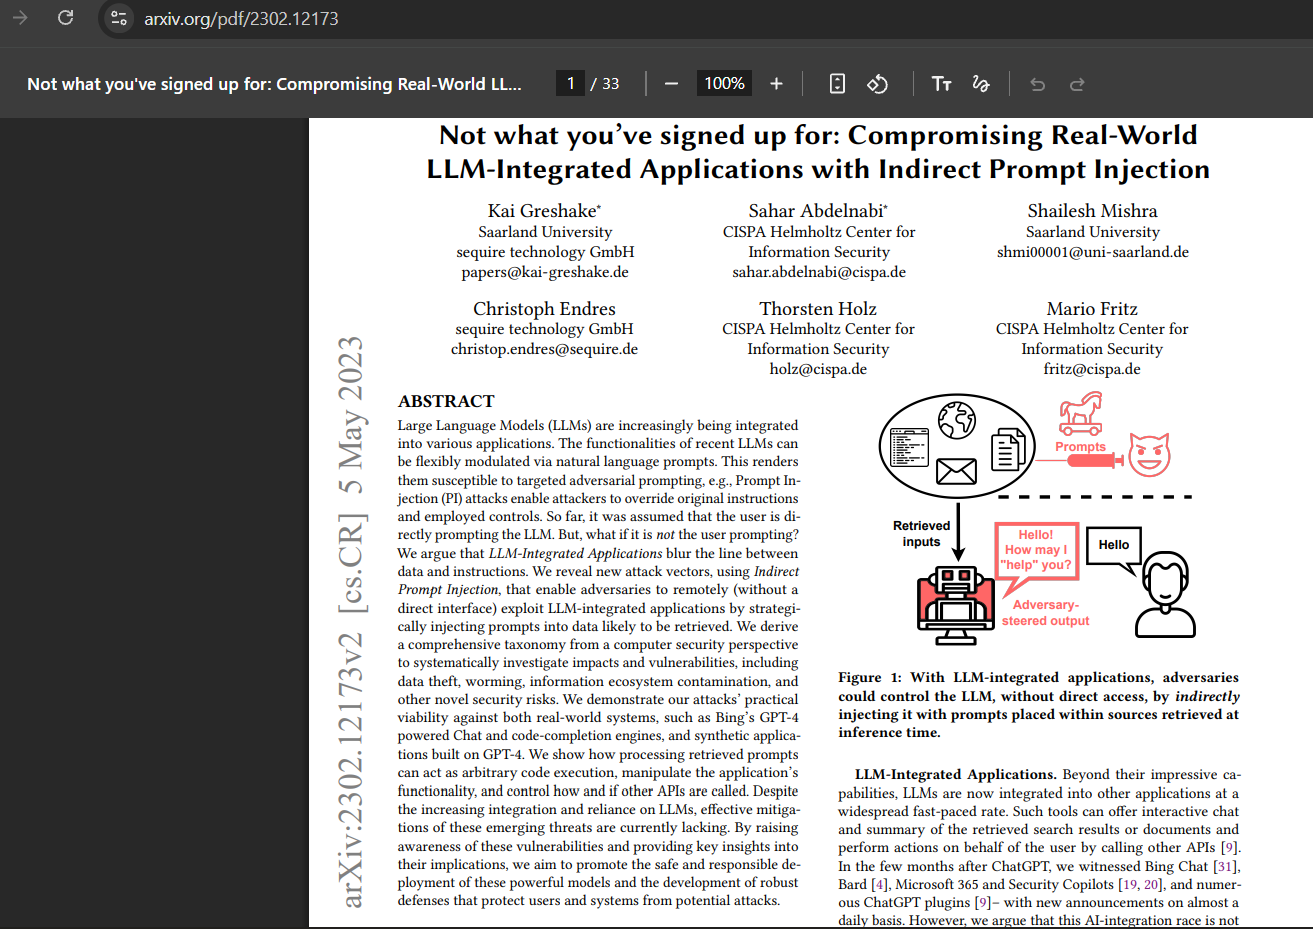 arxiv.org/pdf/2302.12173
Not what you've signed up for: Compromising Real-World LL...
1 / 33
100%
Not what you’ve signed up for: Compromising Real-World
LLM-Integrated Applications with Indirect Prompt Injection
Kai Greshake*
Saarland University
sequire technology GmbH
papers@kai-greshake.de
Sahar Abdelnabi*
CISPA Helmholtz Center for
Information Security
sahar.abdelnabi@cispa.de
Shailesh Mishra
Saarland University
shmi00001@uni-saarland.de
Christoph Endres
sequire technology GmbH
christop.endres@sequire.de
Thorsten Holz
CISPA Helmholtz Center for
Information Security
holz@cispa.de
Mario Fritz
CISPA Helmholtz Center for
Information Security
fritz@cispa.de
arXiv:2302.12173v2 [cs.CR] 5 May 2023
ABSTRACT
Large Language Models (LLMs) are increasingly being integrated
into various applications. The functionalities of recent LLMs can
be flexibly modulated via natural language prompts. This renders
them susceptible to targeted adversarial prompting, e.g., Prompt In-
jection (PI) attacks enable attackers to override original instructions
and employed controls. So far, it was assumed that the user is di-
rectly prompting the LLM. But, what if it is not the user prompting?
We argue that LLM-Integrated Applications blur the line between
data and instructions. We reveal new attack vectors, using Indirect
Prompt Injection, that enable adversaries to remotely (without a
direct interface) exploit LLM-integrated applications by strategi-
cally injecting prompts into data likely to be retrieved. We derive
a comprehensive taxonomy from a computer security perspective
to systematically investigate impacts and vulnerabilities, including
data theft, worming, information ecosystem contamination, and
other novel security risks. We demonstrate our attacks’ practical
viability against both real-world systems, such as Bing’s GPT-4
powered Chat and code-completion engines, and synthetic applica-
tions built on GPT-4. We show how processing retrieved prompts
can act as arbitrary code execution, manipulate the application’s
functionality, and control how and if other APIs are called. Despite
the increasing integration and reliance on LLMs, effective mitiga-
tions of these emerging threats are currently lacking. By raising
awareness of these vulnerabilities and providing key insights into
their implications, we aim to promote the safe and responsible de-
ployment of these powerful models and the development of robust
defenses that protect users and systems from potential attacks.
Prompts
Retrieved
inputs
Hello!
How may I
"help" you?
Hello
Adversary-
steered output
Figure 1: With LLM-integrated applications, adversaries
could control the LLM, without direct access, by indirectly
injecting it with prompts placed within sources retrieved at
inference time.
LLM-Integrated Applications. Beyond their impressive ca-
pabilities, LLMs are now integrated into other applications at a
widespread fast-paced rate. Such tools can offer interactive chat
and summary of the retrieved search results or documents and
perform actions on behalf of the user by calling other APIs [9].
In the few months after ChatGPT, we witnessed Bing Chat [31],
Bard [4], Microsoft 365 and Security Copilots [19, 20], and numer-
ous ChatGPT plugins [9]– with new announcements on almost a
daily basis. However, we argue that this AI-integration race is not